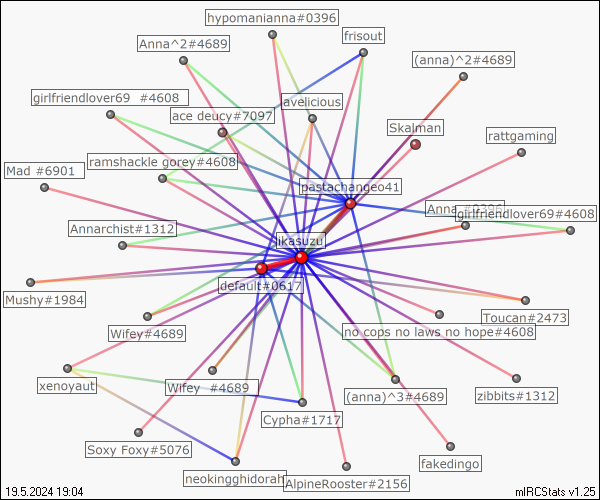 hypomanianna#0396
frisout
Anna^2#4689
(anna)^2#4689
girlfriendlover69 #4608
avelicious
ace deucy#7097
Skalman
rattgaming
ramshackle gorey#4608
Mad #6901
pastachangeo41
Anna #0396
girlfriendlover69#4608
Annarchist#1312
ikasuzu
default#0617
Mushy#1984
Toucan#2473
Wifey#4689
no cops no laws no hope#4608
xenoyaut
Wifey #4689
(anna)^3#4689
zibbits#1312
Cypha#1717
Soxy Foxy#5076
fakedingo
neokingghidorah
AlpineRooster#2156
19.5.2024 19:04
mIRCStats v1.25